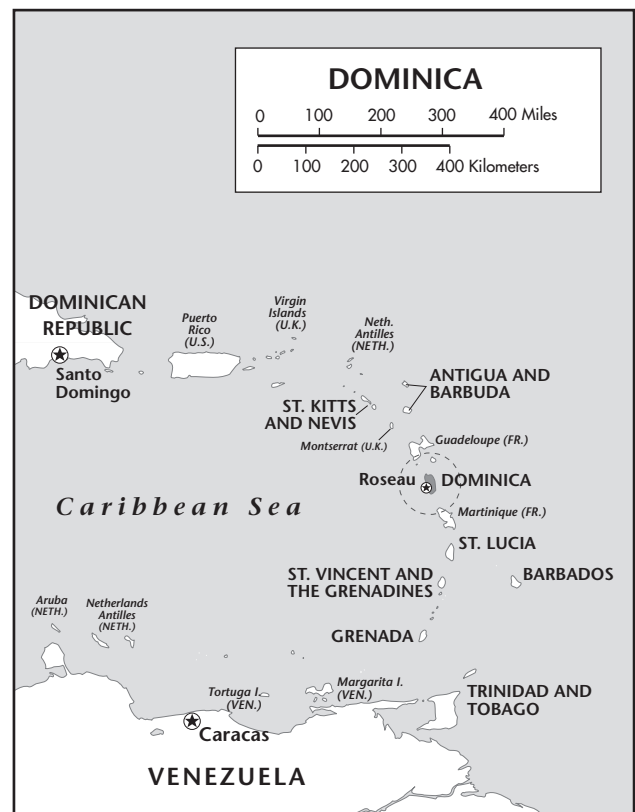 DOMINICA
0 100 200 300 400 Miles
0 100 200 300 400 Kilometers
DOMINICAN
REPUBLIC
Santo
Domingo
Puerto
Rico
(U.S.)
Virgin
Islands
(U.K.)
Neth.
Antilles
(NETH.)
ANTIGUA AND
BARBUDA
ST. KITTS
AND NEVIS
Montserrat (U.K.)
Guadeloupe (FR.)
Roseau
DOMINICA
Caribbean Sea
Martinique (FR.)
ST. LUCIA
ST. VINCENT AND
THE GRENADINES
BARBADOS
Aruba
(NETH.)
Netherlands
Antilles
(NETH.)
GRENADA
Tortuga I.
(VEN.)
Margarita I.
(VEN.)
TRINIDAD AND
TOBAGO
Caracas
VENEZUELA